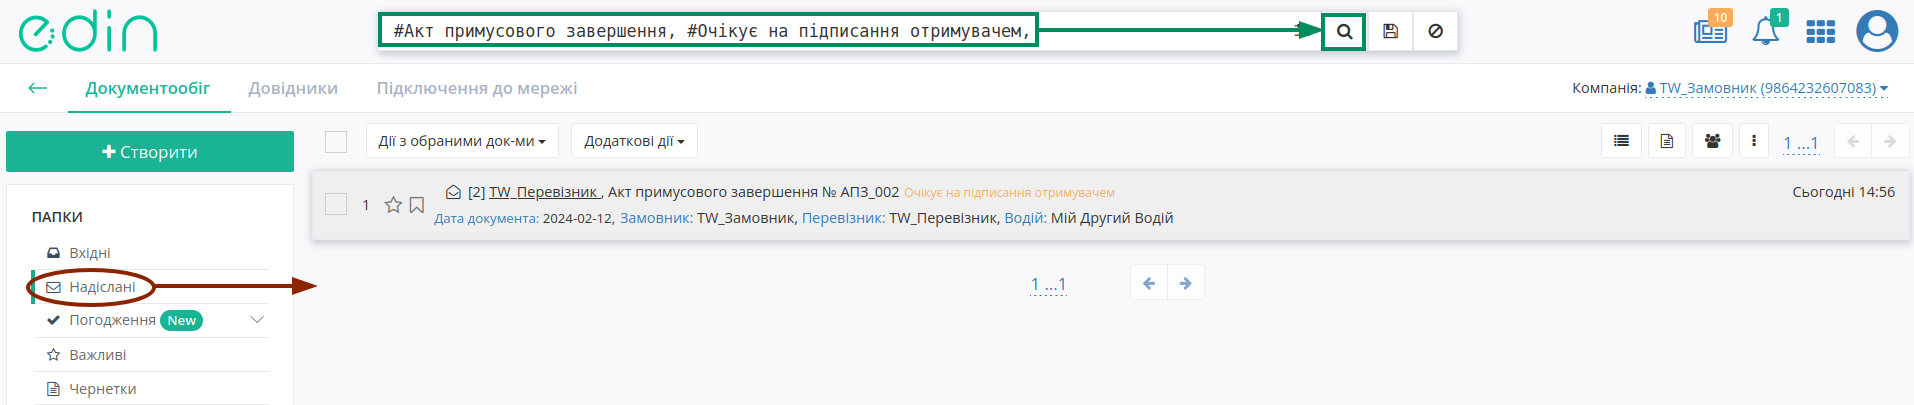 edin
#Акт примусового завершення, #Очікує на підписання отримувачем,
10
1
Документообіг
Довідники
Підключення до мережі
Компанія: TW_Замовник (9864232607083)
Створити
Дії з обраними док-ми
Додаткові дії
1 ...1
ПАПКИ
Вхідні
Надіслані
Погодження New
Важливі
Чернетки
1
[2] TW_Перевізник , Акт примусового завершення № АПЗ_002 Очікує на підписання отримувачем
Сьогодні 14:56
Дата документа: 2024-02-12, Замовник: TW_Замовник, Перевізник: TW_Перевізник, Водій: Мій Другий Водій
1 ...1